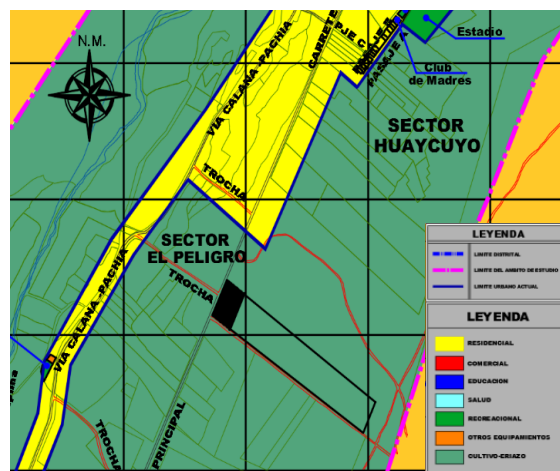 N.M.
VIA CALANA-PACHIA
CARRETE
PJE C
PASAJE A
Estadio
Club
de Madres
SECTOR
HUAYCUYO
TROCHA
SECTOR
EL PELIGRO
TROCHA
VIA CALANA-PACHIA
TROCHA
PRINCIPAL
LEYENDA
LIMITE DISTRITAL
LIMITE DEL AMBITO DE ESTUDIO
LIMITE URBANO ACTUAL
LEYENDA
RESIDENCIAL
COMERCIAL
EDUCACION
SALUD
RECREACIONAL
OTROS EQUIPAMIENTOS
CULTIVO-ERIAZO